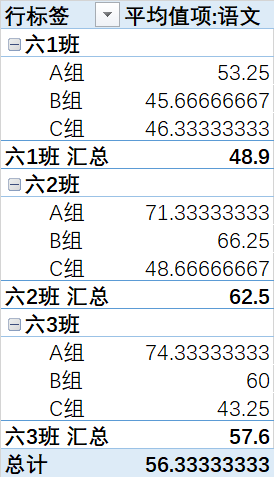 行标签 平均值项:语文
六1班
A组 53.25
B组 45.66666667
C组 46.33333333
六1班 汇总 48.9
六2班
A组 71.33333333
B组 66.25
C组 48.66666667
六2班 汇总 62.5
六3班
A组 74.33333333
B组 60
C组 43.25
六3班 汇总 57.6
总计 56.33333333